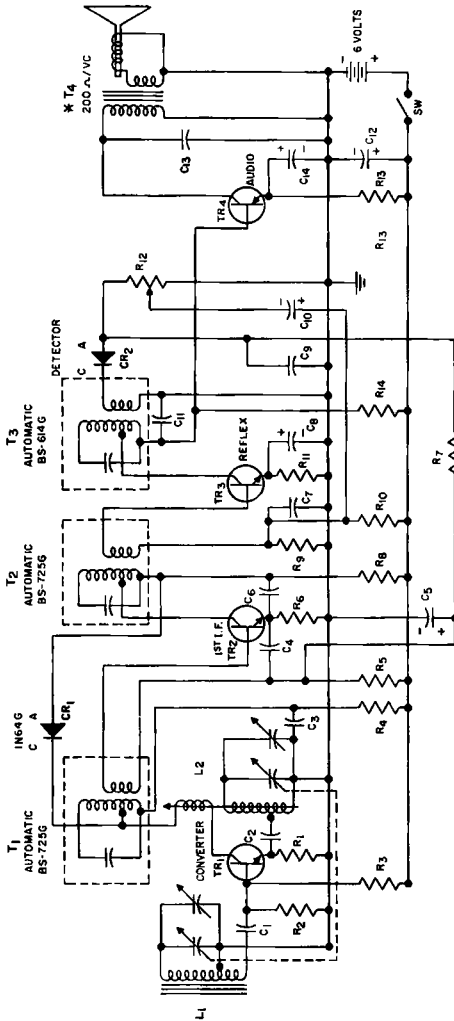 * T4
200 Ω/VC
6 VOLTS
SW
C13
C14
C12
AUDIO
TR4
R13
R13
R12
DETECTOR
C A
CR2
C10
C9
T3
AUTOMATIC
BS-614G
C11
R14
REFLEX
TR3
C8
R11
R7
T2
AUTOMATIC
BS-725G
C7
R9
R10
R8
C6
1ST I.F.
TR2
C4
R6
C5
1N64G
C A
CR1
T1
AUTOMATIC
BS-725G
R5
R4
L2
C3
CONVERTER
TR1
C2
R1
R3
C1
R2
L1